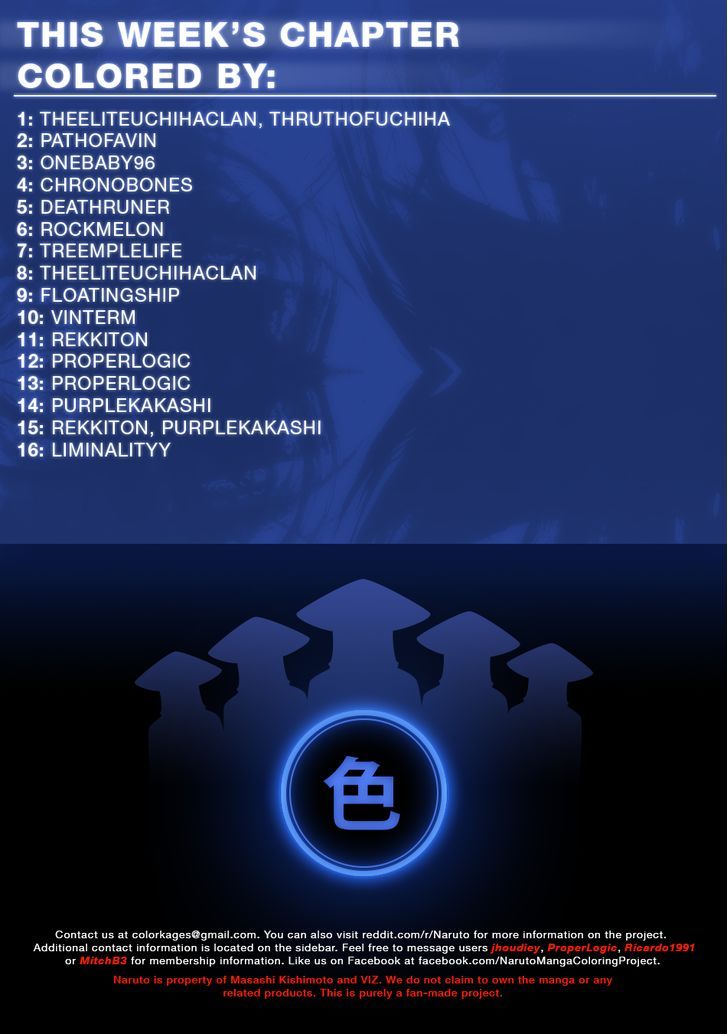 THIS WEEK'S CHAPTER
COLORED BY:
1: THEELITEUCHIHACLAN, THRUTHOFUCHIHA
2: PATHOFAVIN
3: ONEBABY96
4: CHRONOBONES
5: DEATHRUNER
6: ROCKMELON
7: TREEMPLELIFE
8: THEELITEUCHIHACLAN
9: FLOATINGSHIP
10: VINTERM
11: REKKITON
12: PROPERLOGIC
13: PROPERLOGIC
14: PURPLEKAKASHI
15: REKKITON, PURPLEKAKASHI
16: LIMINALITYY
色
Contact us at colorkages@gmail.com. You can also visit reddit.com/r/Naruto for more information on the project.
Additional contact information is located on the sidebar. Feel free to message users jhoudiey, ProperLogic, Ricardo1991
or MitchB3 for membership information. Like us on Facebook at facebook.com/NarutoMangaColoringProject.
Naruto is property of Masashi Kishimoto and VIZ. We do not claim to own the manga or any
related products. This is purely a fan-made project.